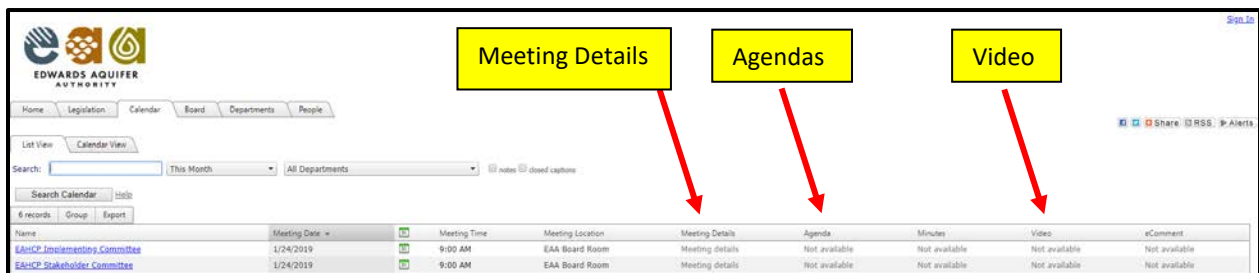 Sign In
Meeting Details
Agendas
Video
EDWARDS AQUIFER
AUTHORITY
Home Legislation Calendar Board Departments People
Share RSS Alerts
List View Calendar View
Search: This Month All Departments notes closed captions
Search Calendar Help
6 records Group Export
Name Meeting Date Meeting Time Meeting Location Meeting Details Agenda Minutes Video eComment
EAHCP Implementing Committee 1/24/2019 9:00 AM EAA Board Room Meeting details Not available Not available Not available Not available
EAHCP Stakeholder Committee 1/24/2019 9:00 AM EAA Board Room Meeting details Not available Not available Not available Not available